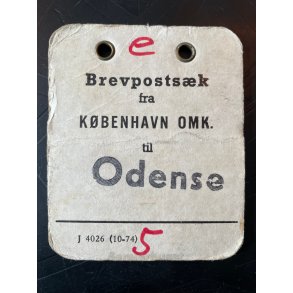 e
Brevpostsæk
fra
KØBENHAVN OMK.
til
Odense
J 4026 (10-74) 5